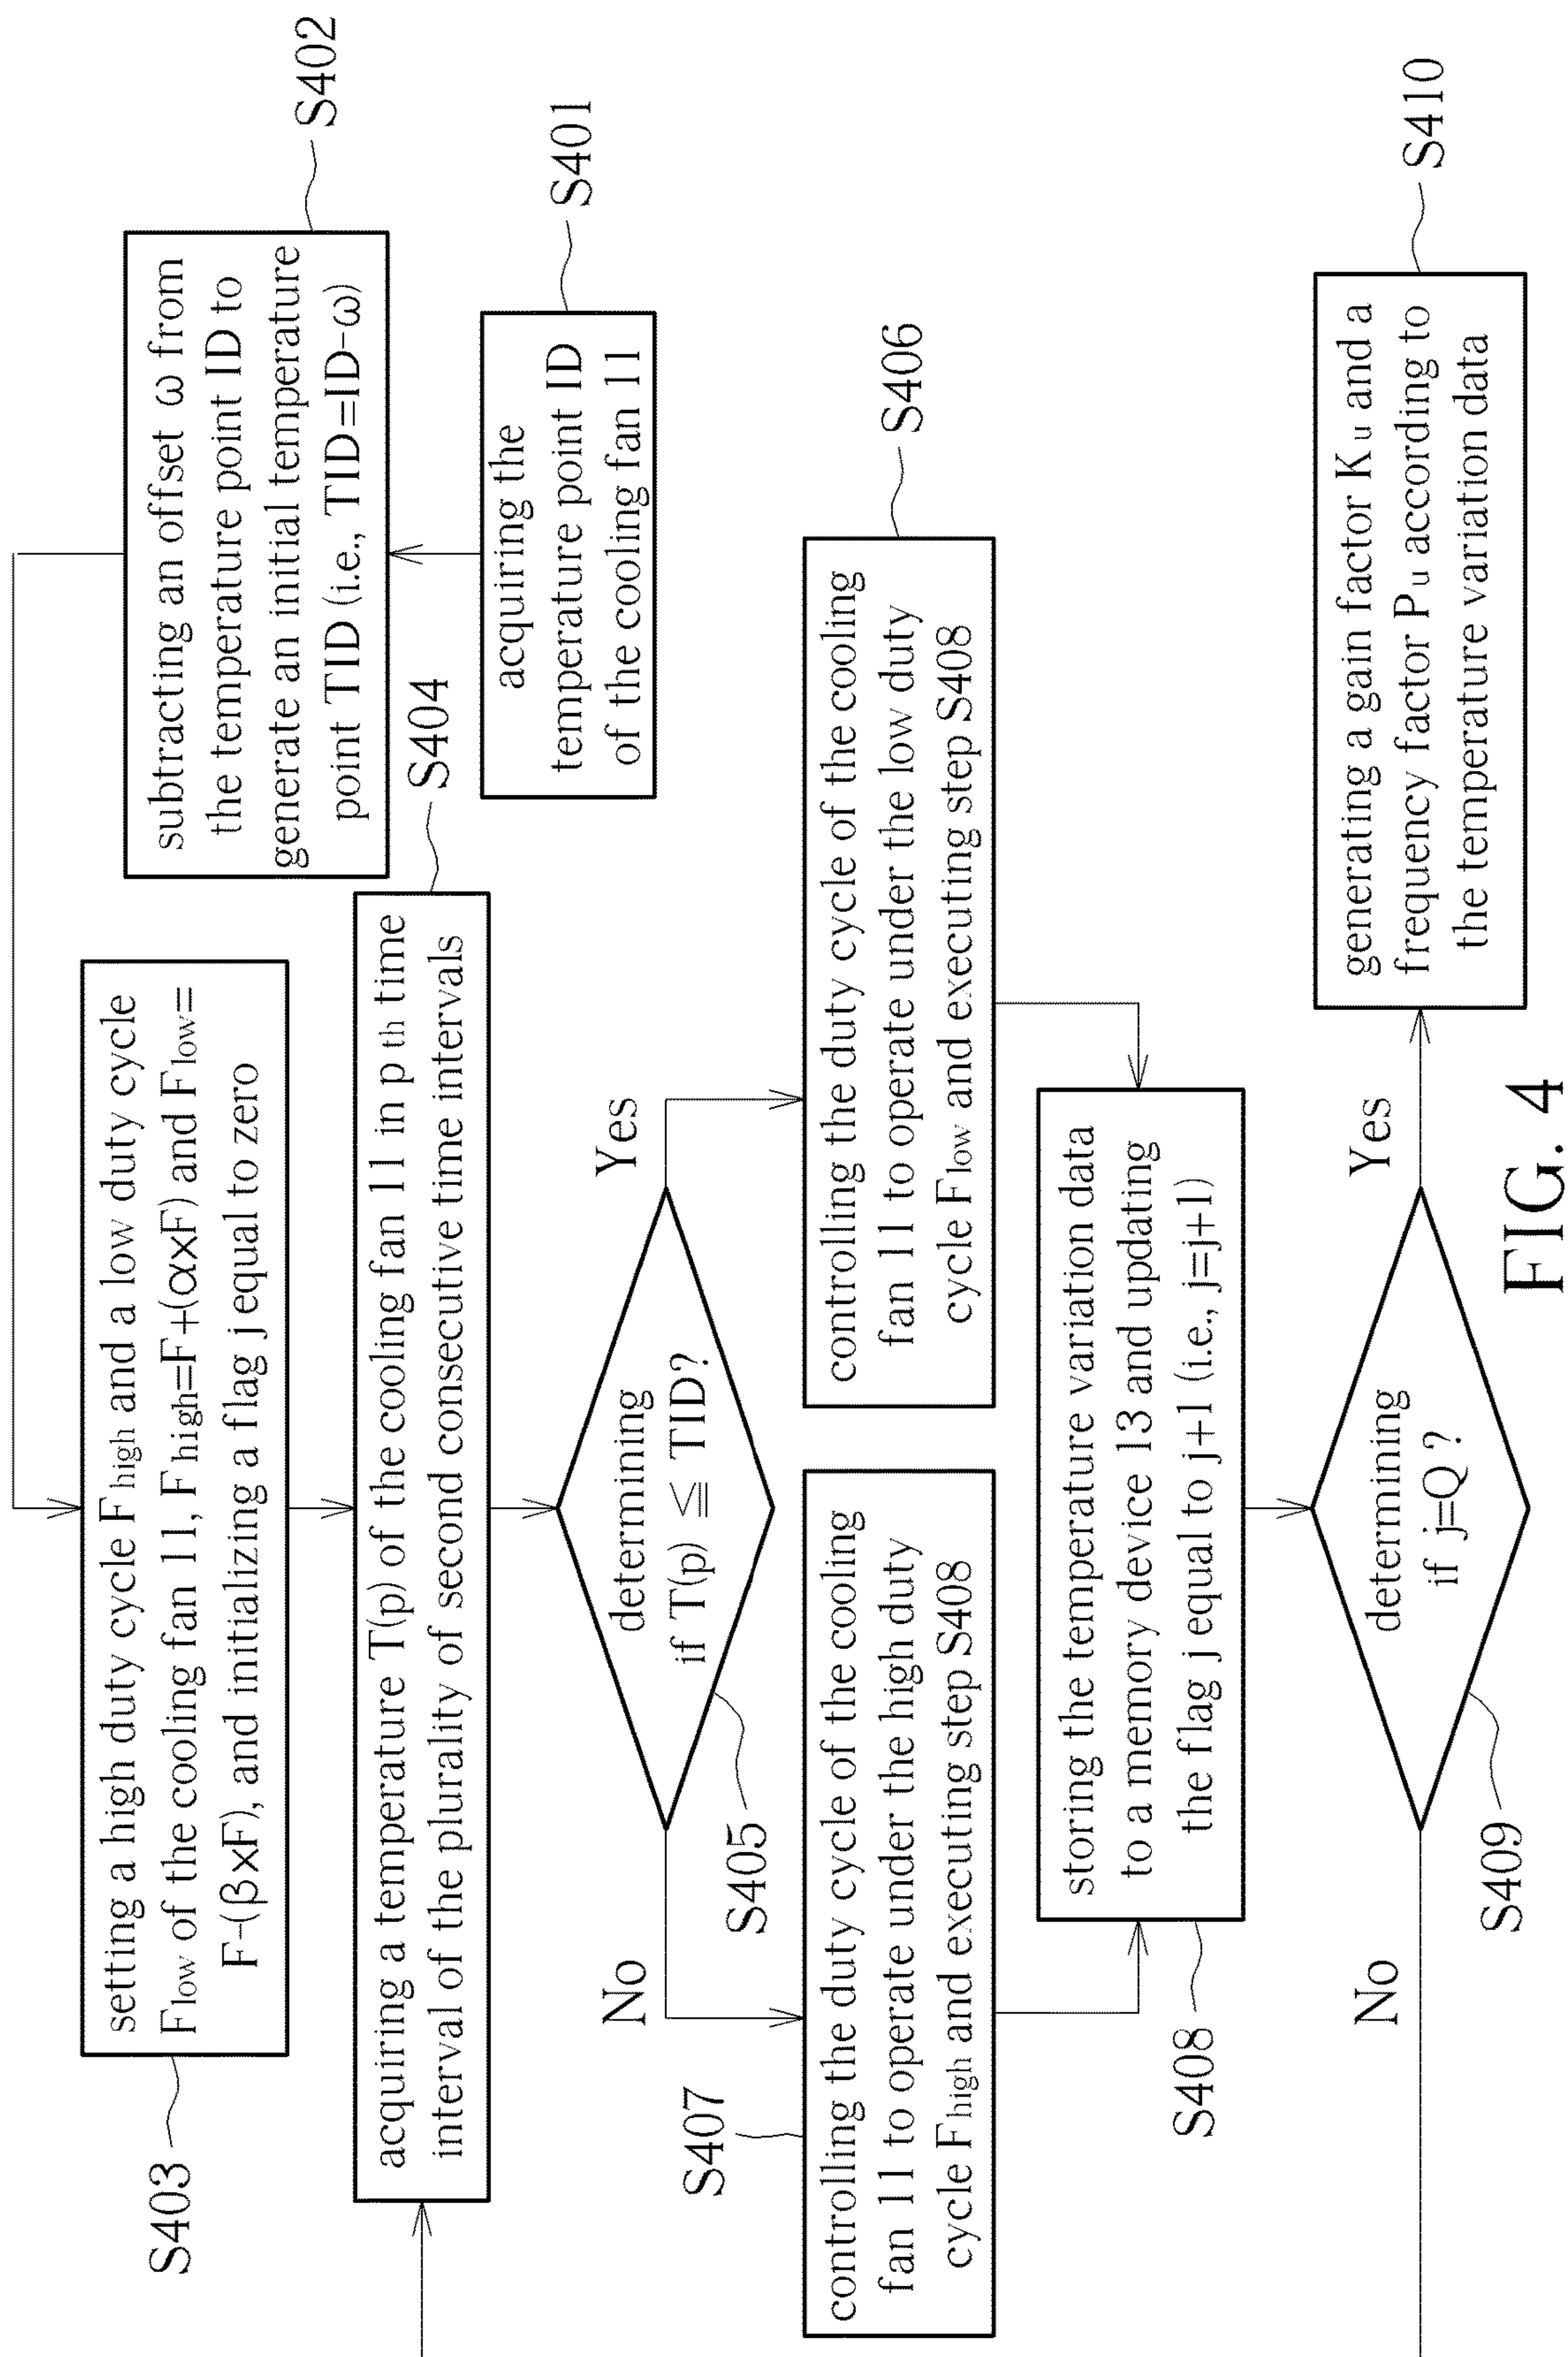 S401
acquiring the
temperature point ID
of the cooling fan 11
S402
subtracting an offset ω from
the temperature point ID to
generate an initial temperature
point TID (i.e., TID=ID-ω)
S403
setting a high duty cycle Fhigh and a low duty cycle
Flow of the cooling fan 11, Fhigh=F+(α×F) and Flow=
F-(β×F), and initializing a flag j equal to zero
S404
acquiring a temperature T(p) of the cooling fan 11 in p th time
interval of the plurality of second consecutive time intervals
S405
determining
if T(p) ≦ TID?
No
Yes
S407
controlling the duty cycle of the cooling
fan 11 to operate under the high duty
cycle Fhigh and executing step S408
S406
controlling the duty cycle of the cooling
fan 11 to operate under the low duty
cycle Flow and executing step S408
S408
storing the temperature variation data
to a memory device 13 and updating
the flag j equal to j+1 (i.e., j=j+1)
S409
determining
if j=Q ?
No
Yes
S410
generating a gain factor Ku and a
frequency factor Pu according to
the temperature variation data
FIG. 4